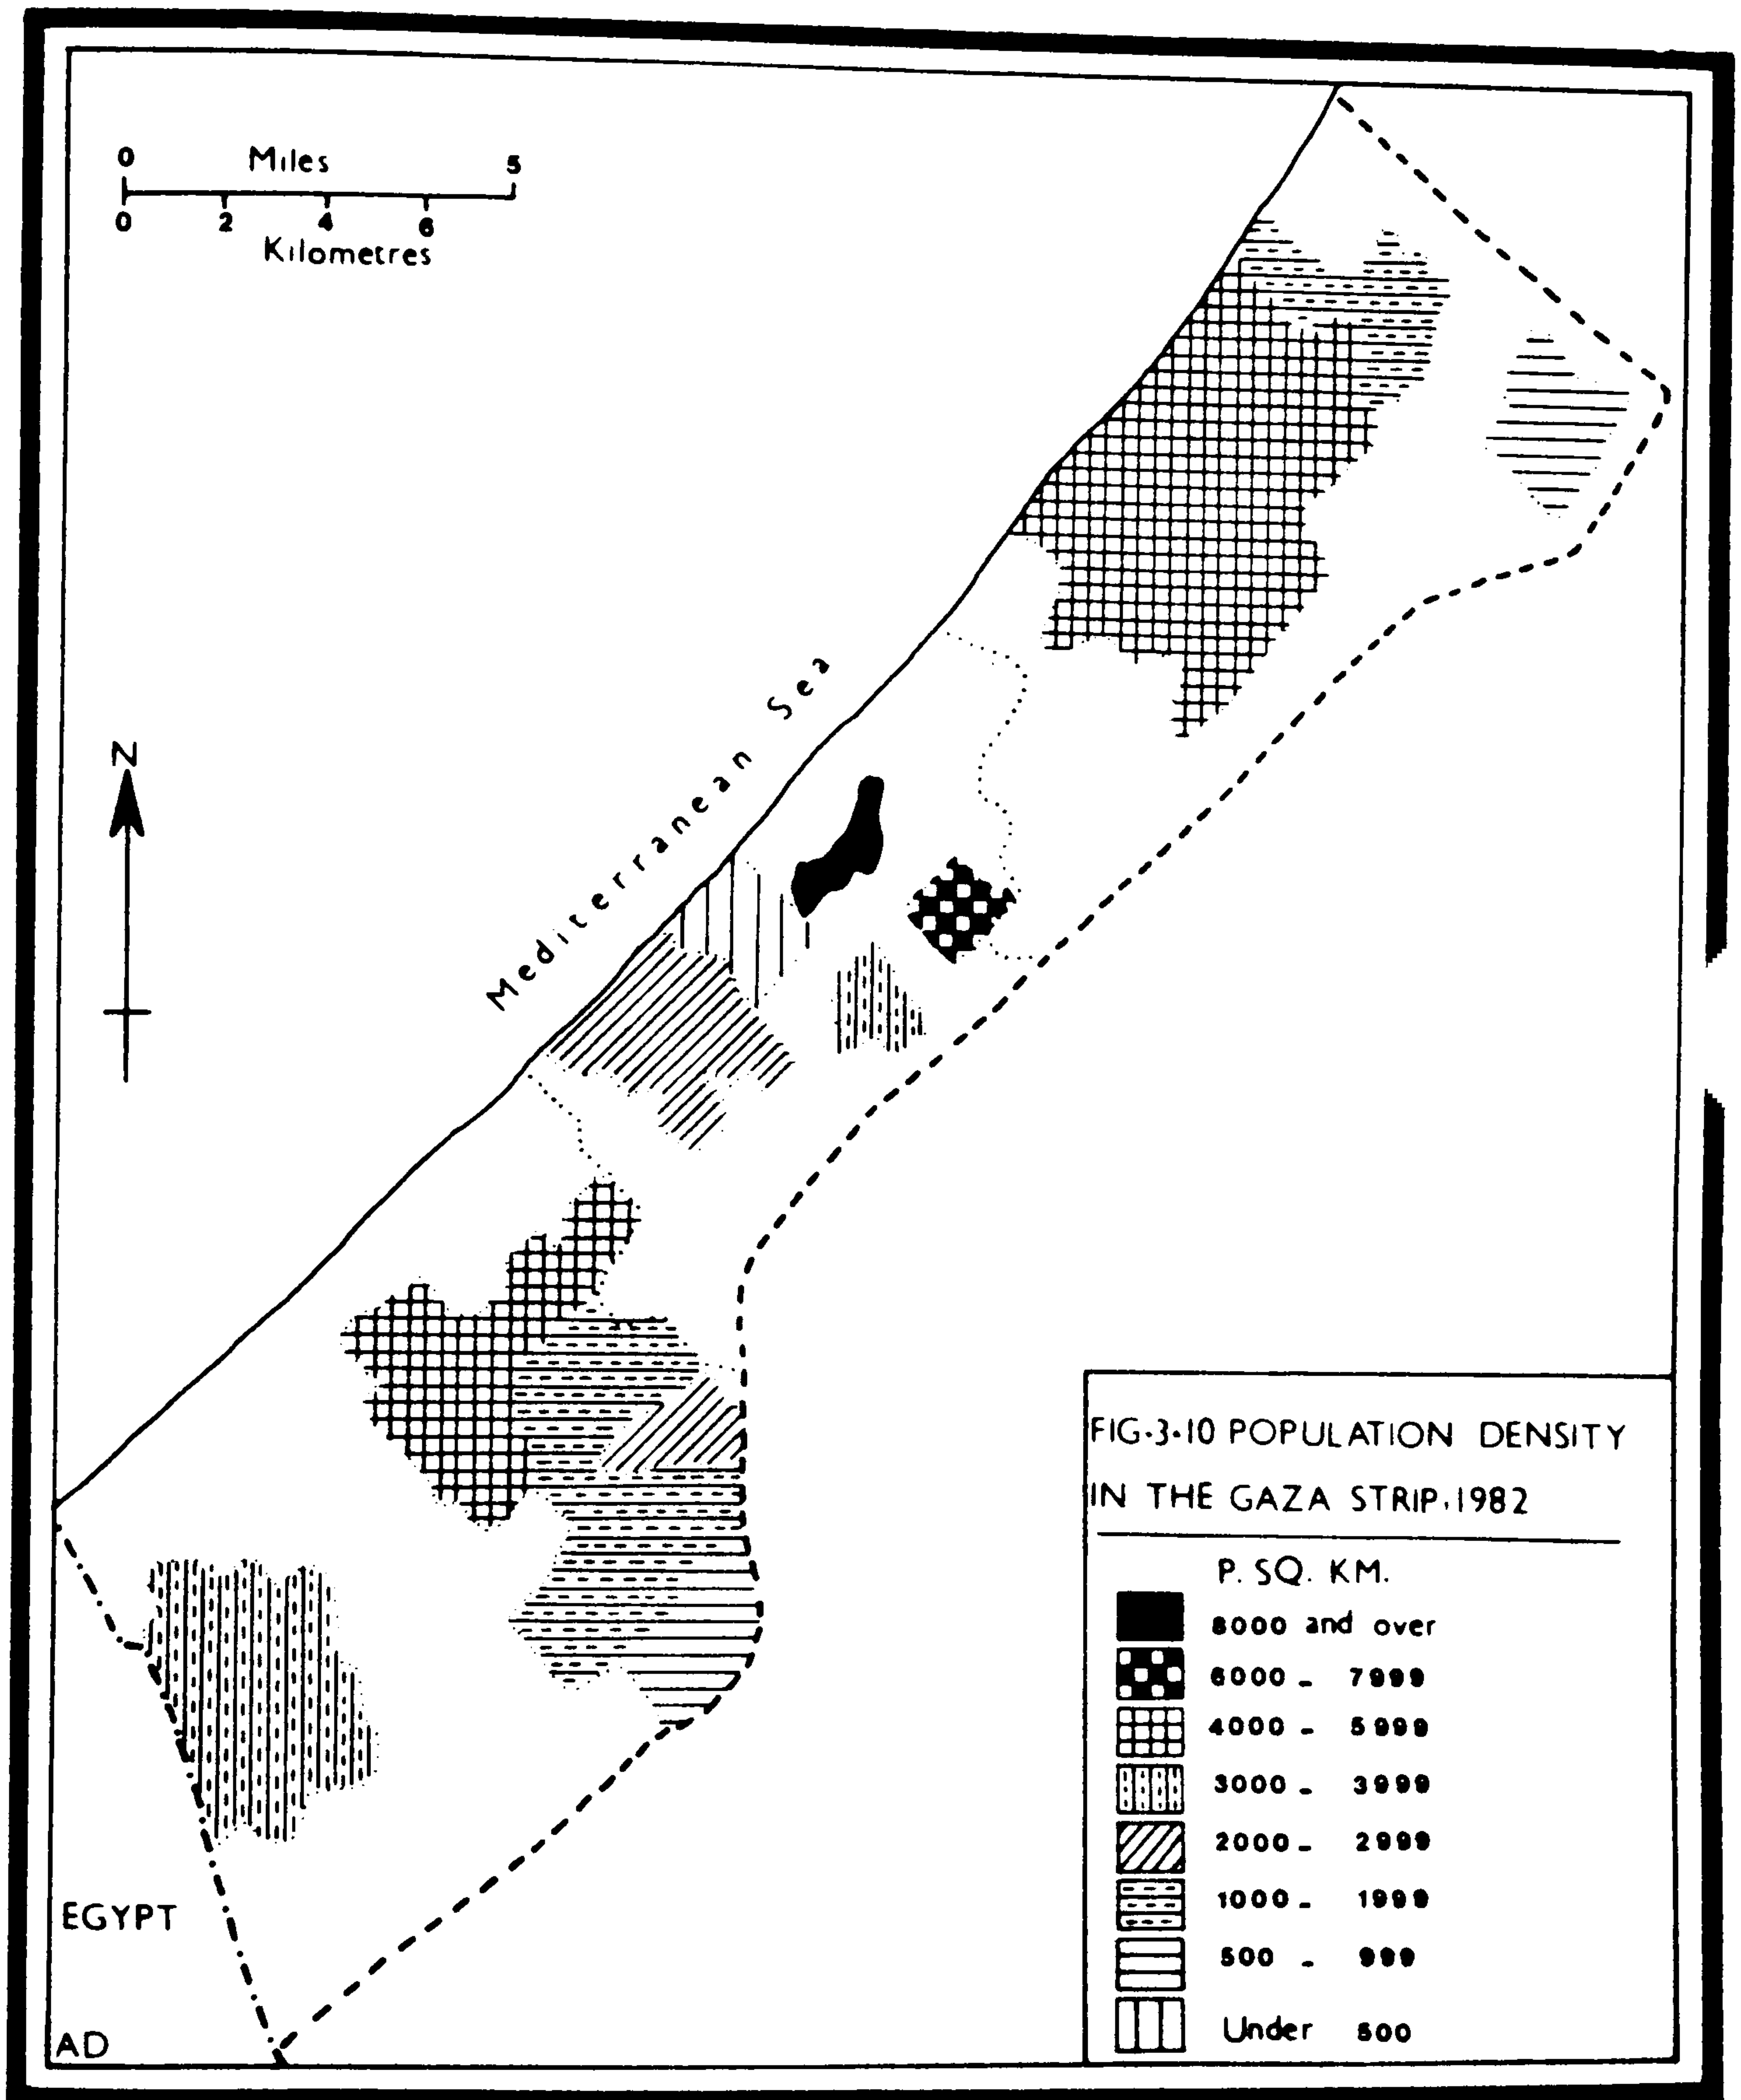 0 Miles 5
0 2 4 6
Kilometres
N
Mediterranean Sea
EGYPT
AD
FIG.3.10 POPULATION DENSITY
IN THE GAZA STRIP, 1982
P. SQ. KM.
8000 and over
6000 - 7999
4000 - 5999
3000 - 3999
2000 - 2999
1000 - 1999
500 - 999
Under 500